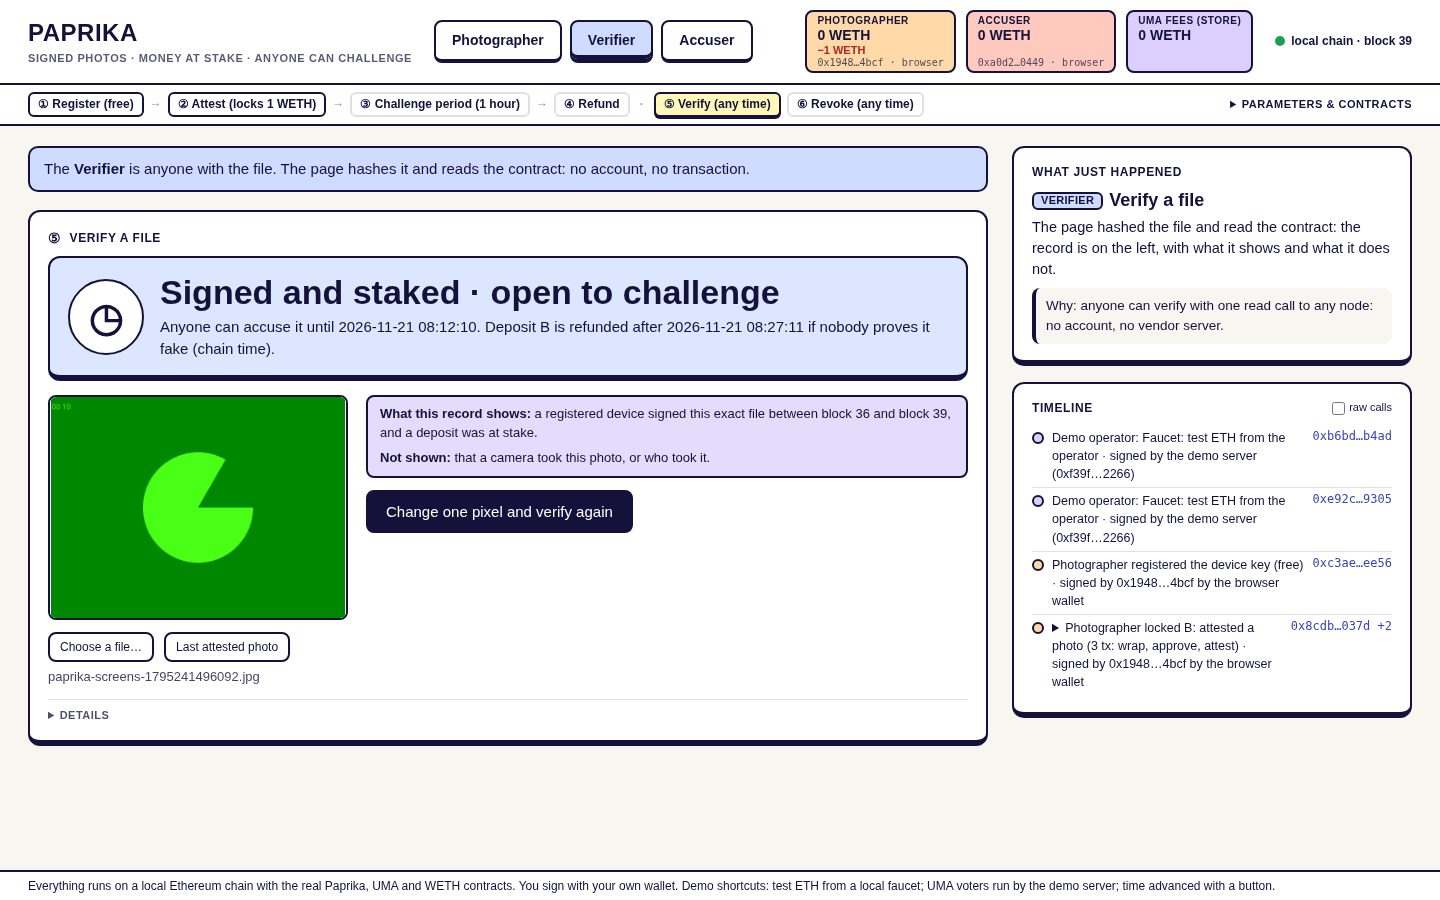 PAPRIKA
SIGNED PHOTOS · MONEY AT STAKE · ANYONE CAN CHALLENGE
Photographer
Verifier
Accuser
PHOTOGRAPHER
0 WETH
−1 WETH
0x1948…4bcf · browser
ACCUSER
0 WETH
0xa0d2…0449 · browser
UMA FEES (STORE)
0 WETH
local chain · block 39
① Register (free) → ② Attest (locks 1 WETH) → ③ Challenge period (1 hour) → ④ Refund · ⑤ Verify (any time) ⑥ Revoke (any time)
PARAMETERS & CONTRACTS
The Verifier is anyone with the file. The page hashes it and reads the contract: no account, no transaction.
⑤ VERIFY A FILE
Signed and staked · open to challenge
Anyone can accuse it until 2026-11-21 08:12:10. Deposit B is refunded after 2026-11-21 08:27:11 if nobody proves it
fake (chain time).
00 10
What this record shows: a registered device signed this exact file between block 36 and block 39,
and a deposit was at stake.
Not shown: that a camera took this photo, or who took it.
Change one pixel and verify again
Choose a file…
Last attested photo
paprika-screens-1795241496092.jpg
DETAILS
WHAT JUST HAPPENED
VERIFIER Verify a file
The page hashed the file and read the contract: the
record is on the left, with what it shows and what it does
not.
Why: anyone can verify with one read call to any node:
no account, no vendor server.
TIMELINE
raw calls
Demo operator: Faucet: test ETH from the
operator · signed by the demo server
(0xf39f…2266)
0xb6bd…b4ad
Demo operator: Faucet: test ETH from the
operator · signed by the demo server
(0xf39f…2266)
0xe92c…9305
Photographer registered the device key (free)
· signed by 0x1948…4bcf by the browser
wallet
0xc3ae…ee56
Photographer locked B: attested a
photo (3 tx: wrap, approve, attest) ·
signed by 0x1948…4bcf by the browser
wallet
0x8cdb…037d +2
Everything runs on a local Ethereum chain with the real Paprika, UMA and WETH contracts. You sign with your own wallet. Demo shortcuts: test ETH from a local faucet; UMA voters run by the demo server; time advanced with a button.